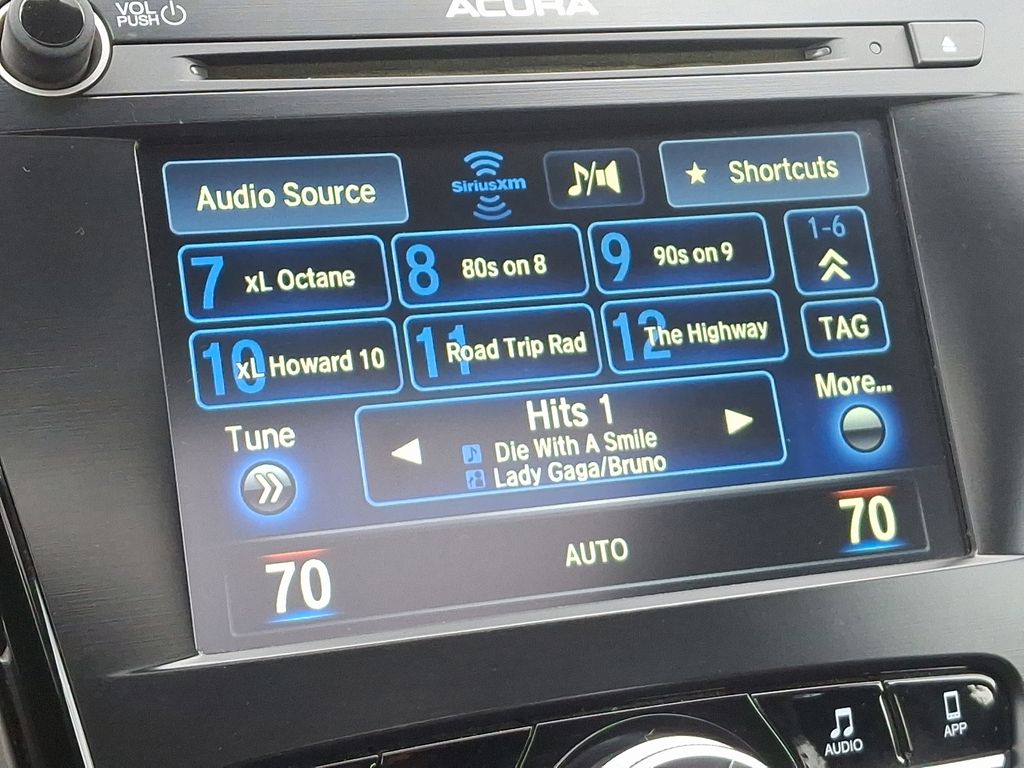 VOL
PUSH
ACURA
Audio Source
SiriusXm
★ Shortcuts
7 xL Octane
8 80s on 8
9 90s on 9
1-6
10 xL Howard 10
11 Road Trip Rad
12 The Highway
TAG
Tune
Hits 1
Die With A Smile
Lady Gaga/Bruno
More...
70
AUTO
70
AUDIO
APP